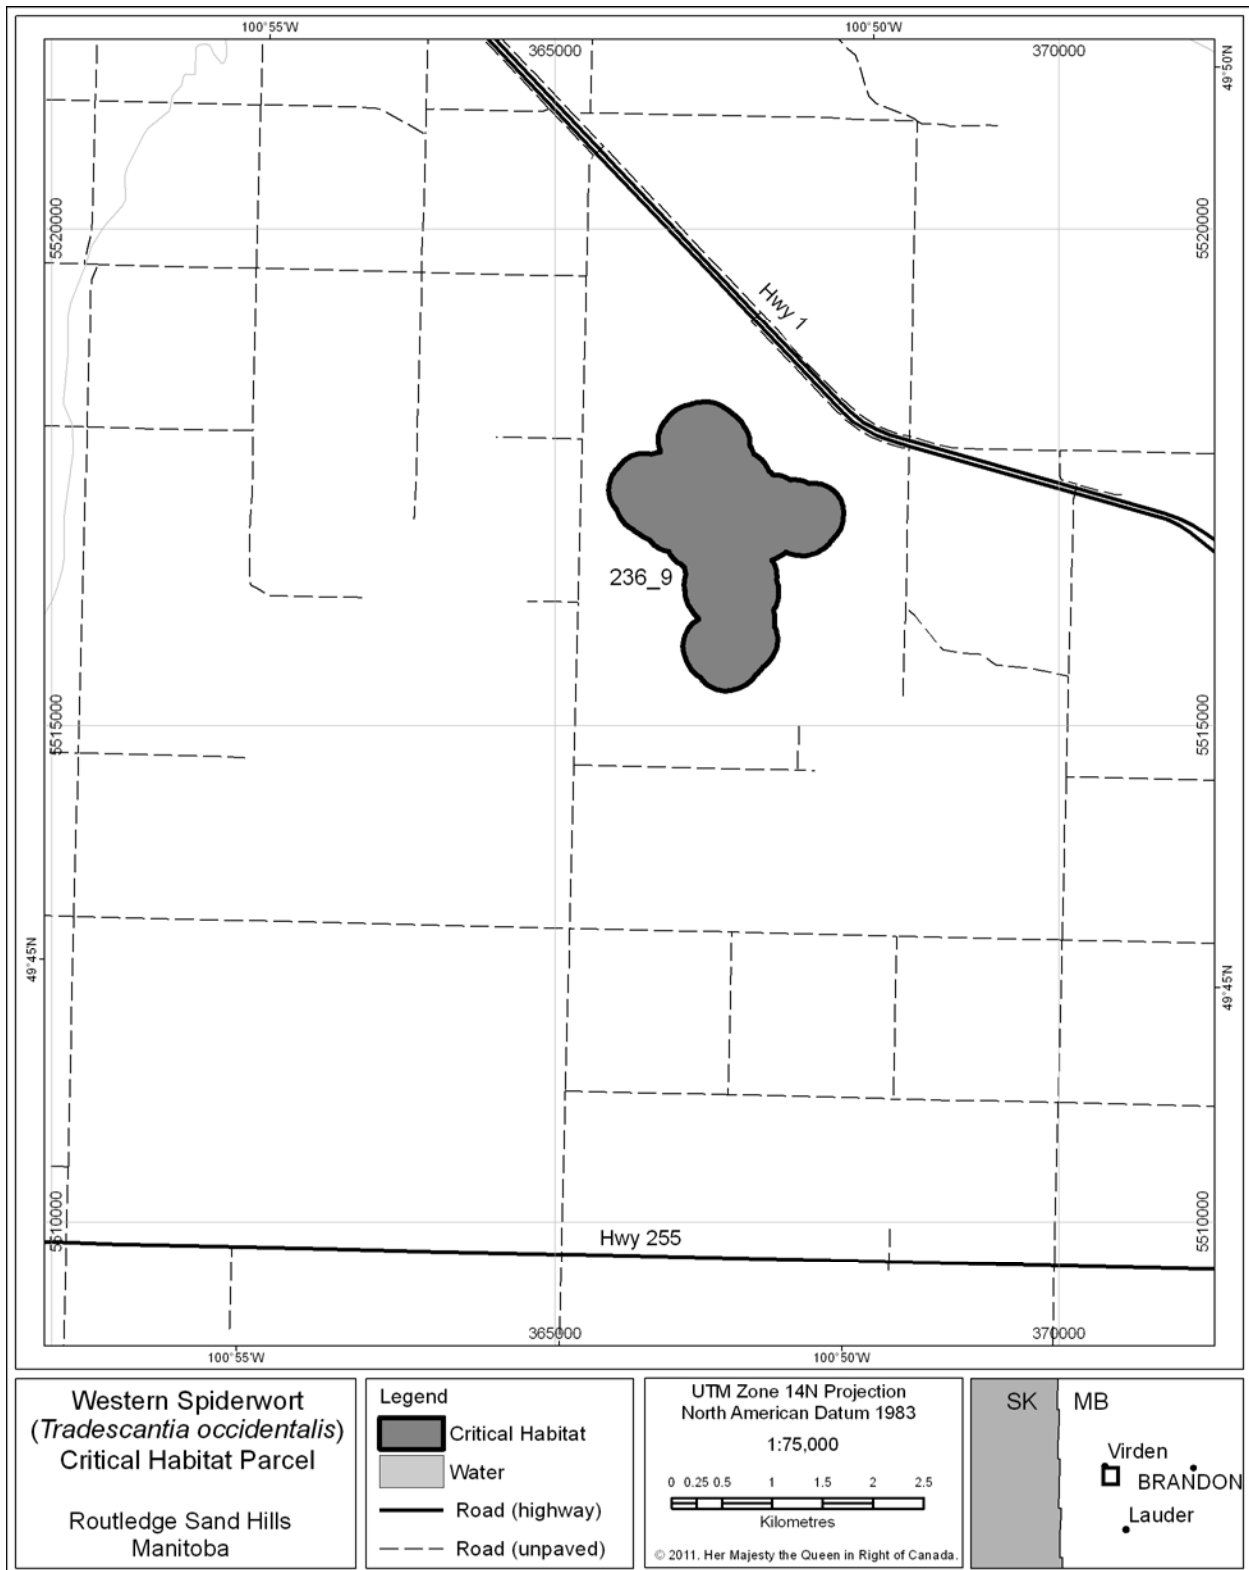 100°55'W
100°50'W
365000
370000
49°50'N
5520000
5520000
Hwy 1
236_9
5515000
5515000
49°45'N
49°45'N
5510000
5510000
Hwy 255
365000
370000
100°55'W
100°50'W
Western Spiderwort
(Tradescantia occidentalis)
Critical Habitat Parcel
Routledge Sand Hills
Manitoba
Legend
Critical Habitat
Water
Road (highway)
Road (unpaved)
UTM Zone 14N Projection
North American Datum 1983
1:75,000
0 0.25 0.5 1 1.5 2 2.5
Kilometres
© 2011. Her Majesty the Queen in Right of Canada.
SK MB
Virden
BRANDON
Lauder